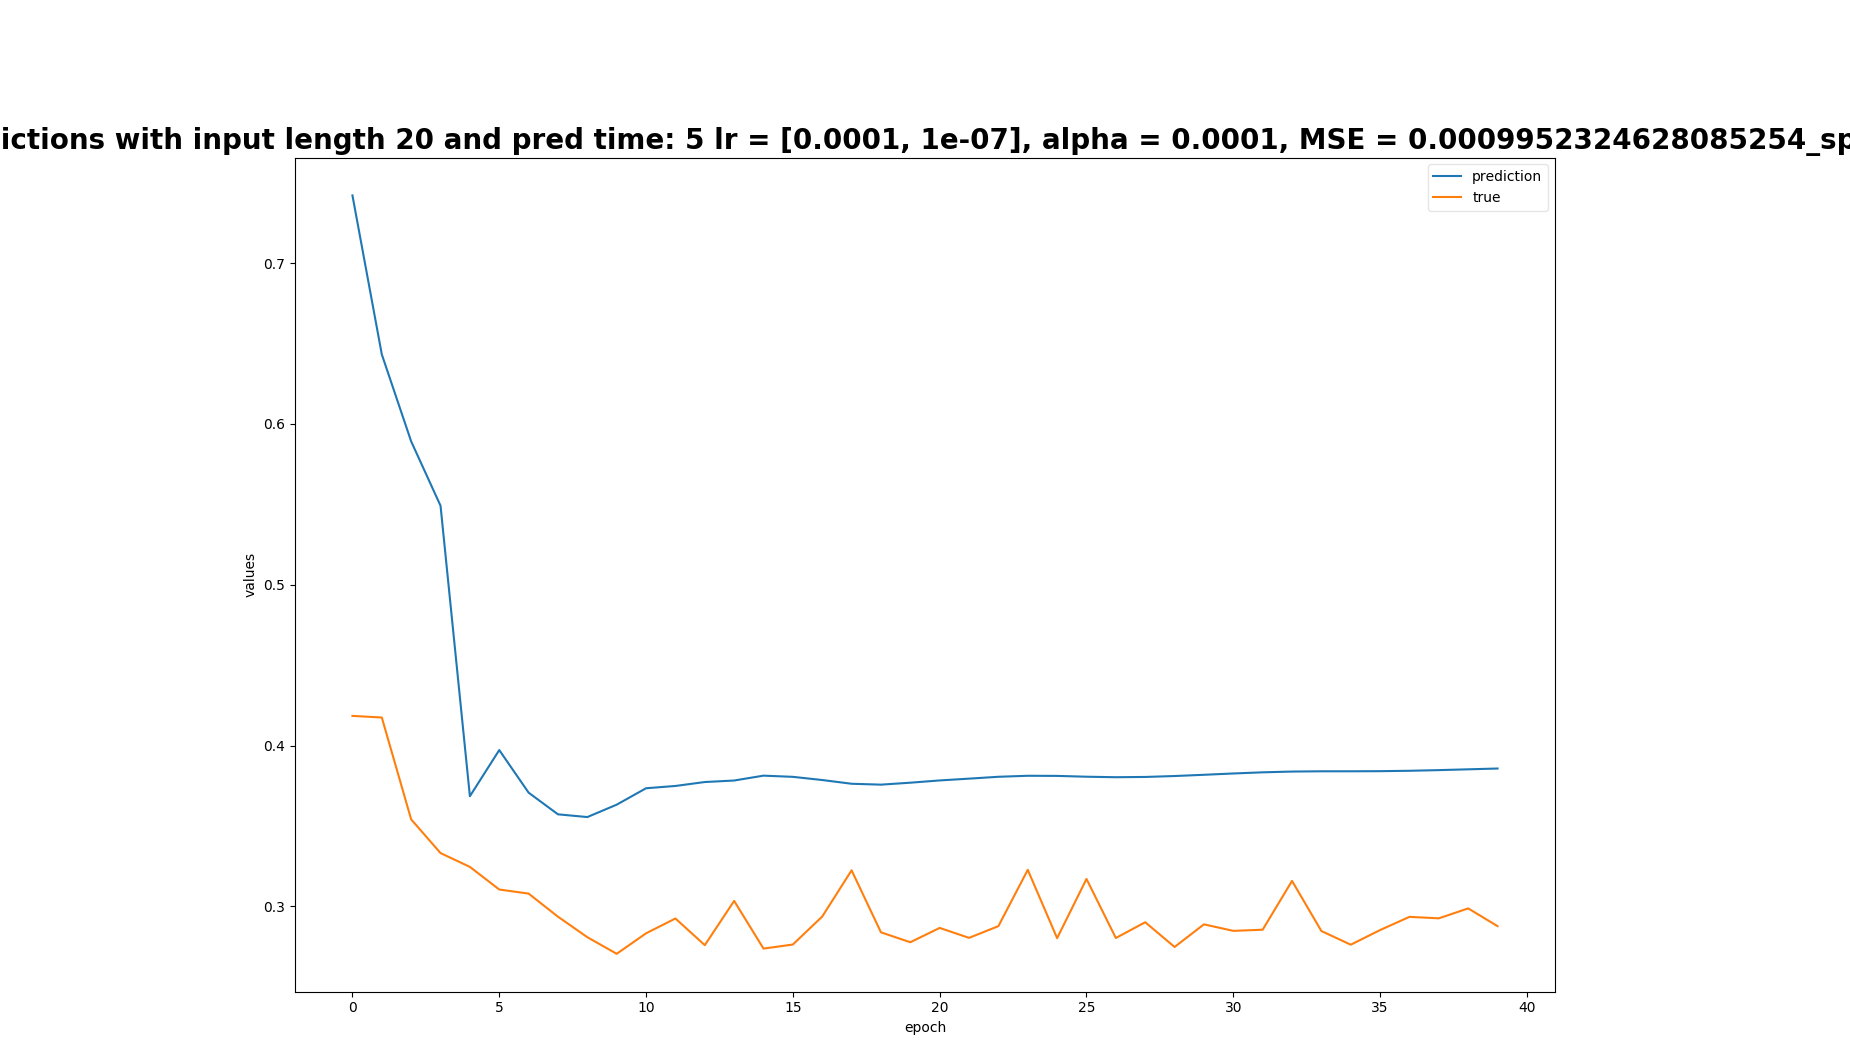 ictions with input length 20 and pred time: 5 lr = [0.0001, 1e-07], alpha = 0.0001, MSE = 0.0009952324628085254_sp
prediction
true
values
0.7
0.6
0.5
0.4
0.3
0 5 10 15 20 25 30 35 40
epoch